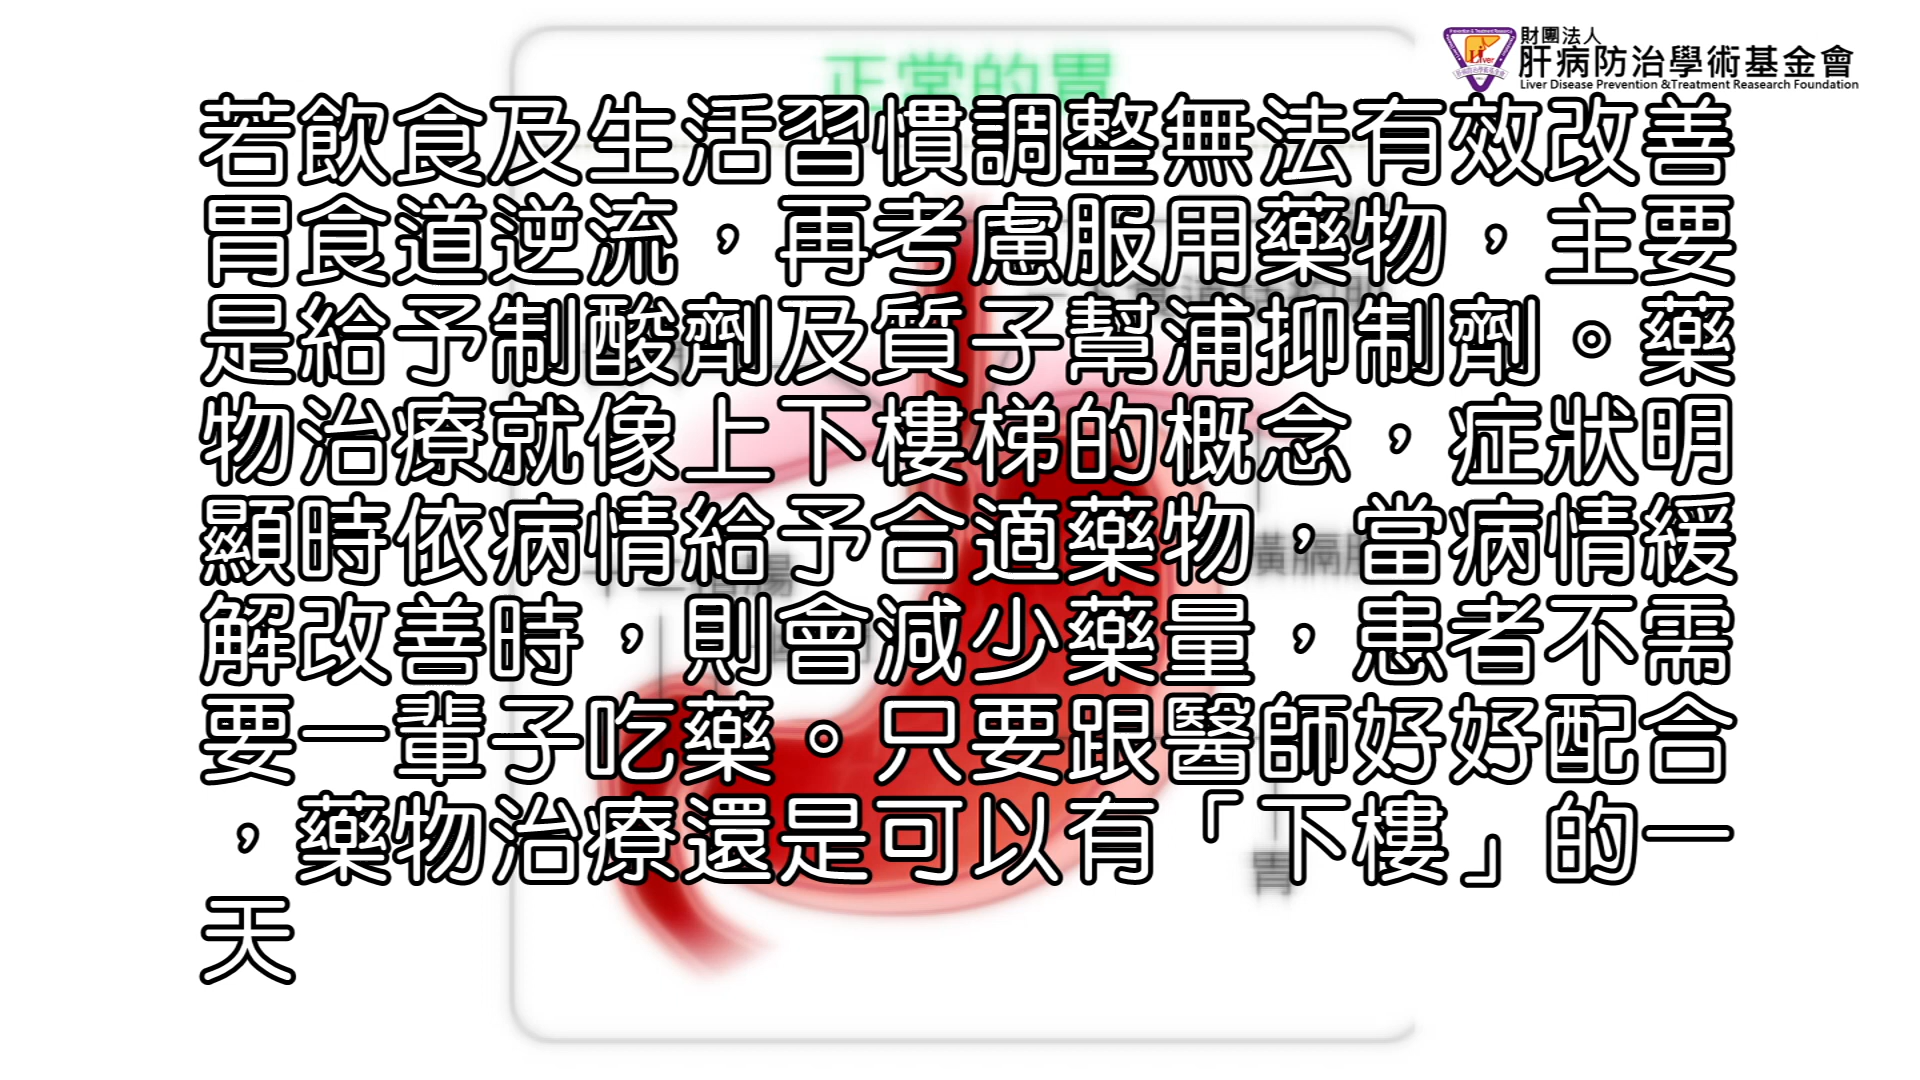 財團法人
肝病防治學術基金會
Liver Disease Prevention &Treatment Reasearch Foundation
正常的胃
若飲食及生活習慣調整無法有效改善
胃食道逆流，再考慮服用藥物，主要
是給予制酸劑及質子幫浦抑制劑。藥
物治療就像上下樓梯的概念，症狀明
顯時依病情給予合適藥物，當病情緩
解改善時，則會減少藥量，患者不需
要一輩子吃藥。只要跟醫師好好配合
，藥物治療還是可以有「下樓」的一
天
胃